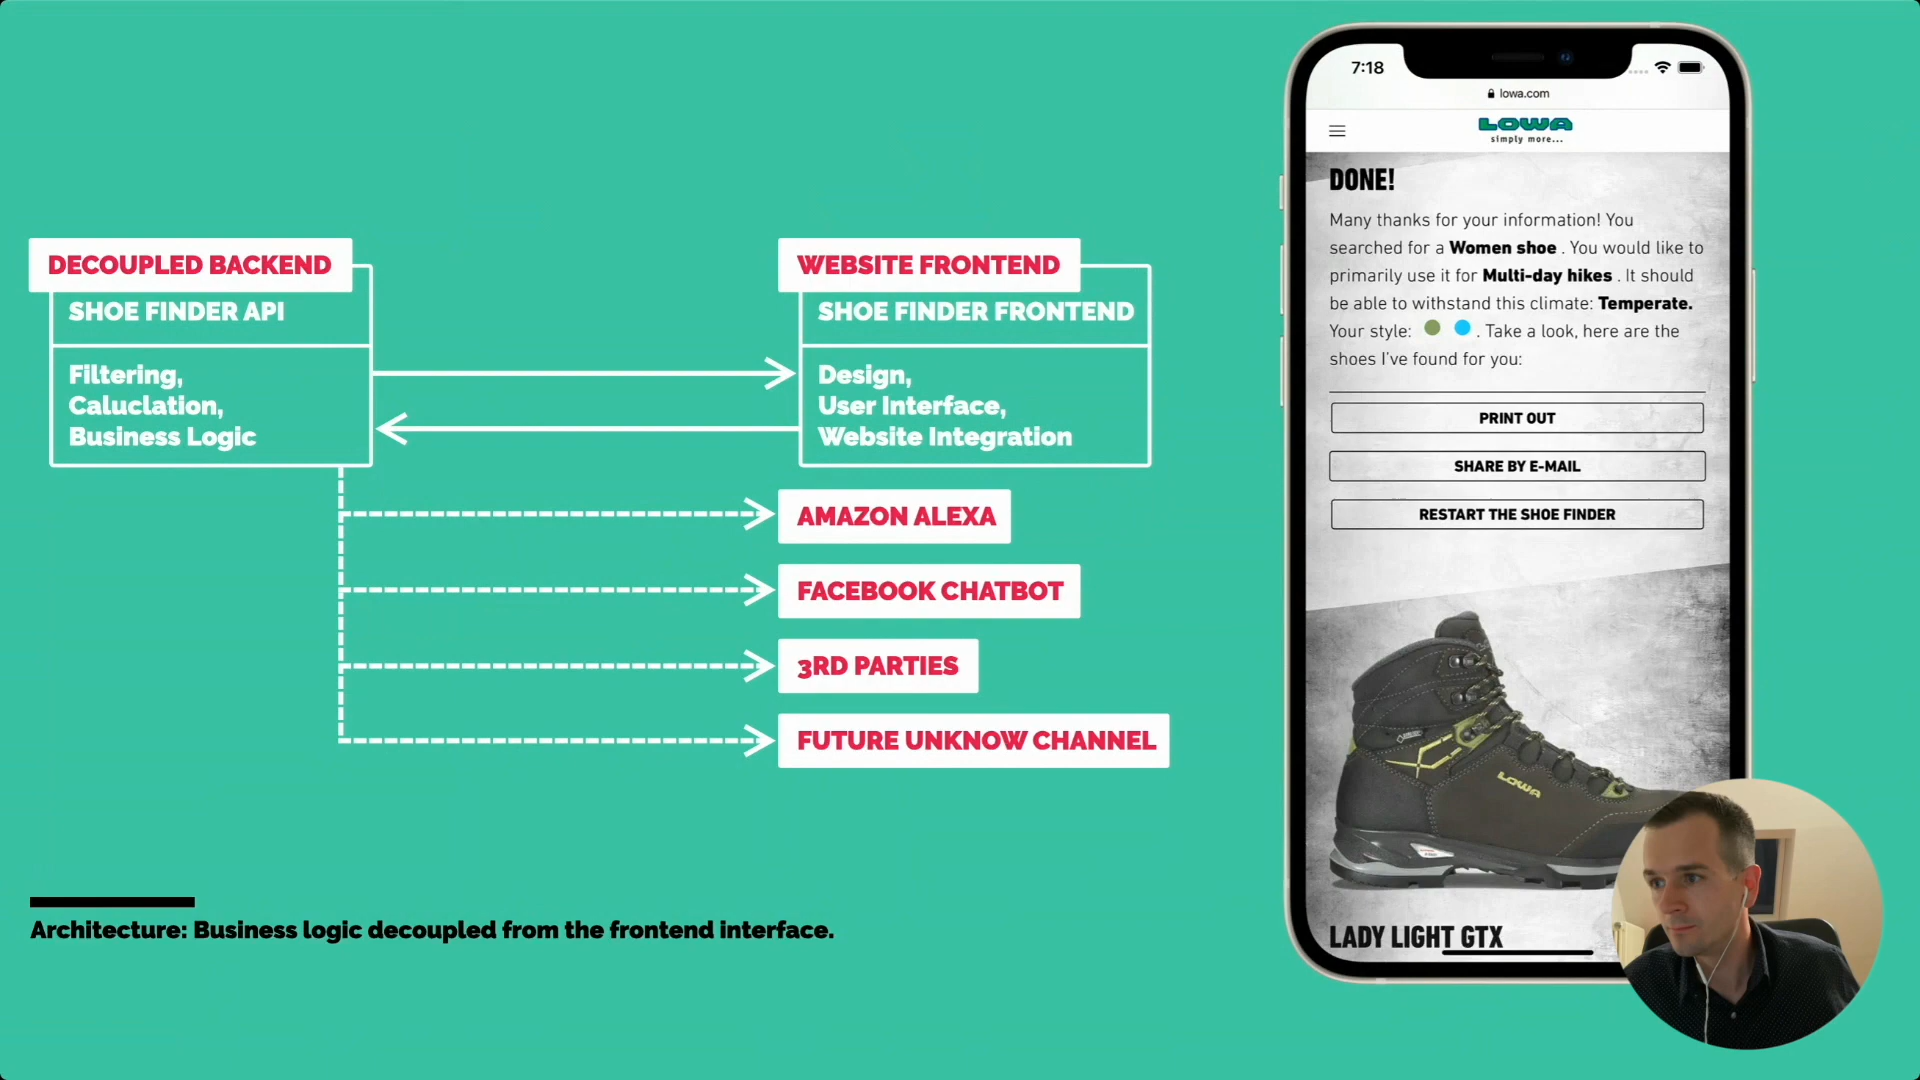 DECOUPLED BACKEND
SHOE FINDER API
Filtering,
Caluclation,
Business Logic
WEBSITE FRONTEND
SHOE FINDER FRONTEND
Design,
User Interface,
Website Integration
AMAZON ALEXA
FACEBOOK CHATBOT
3RD PARTIES
FUTURE UNKNOW CHANNEL
Architecture: Business logic decoupled from the frontend interface.
7:18
lowa.com
LOWA
simply more...
DONE!
Many thanks for your information! You
searched for a Women shoe . You would like to
primarily use it for Multi-day hikes . It should
be able to withstand this climate: Temperate.
Your style: . Take a look, here are the
shoes I've found for you:
PRINT OUT
SHARE BY E-MAIL
RESTART THE SHOE FINDER
LOWA
LADY LIGHT GTX